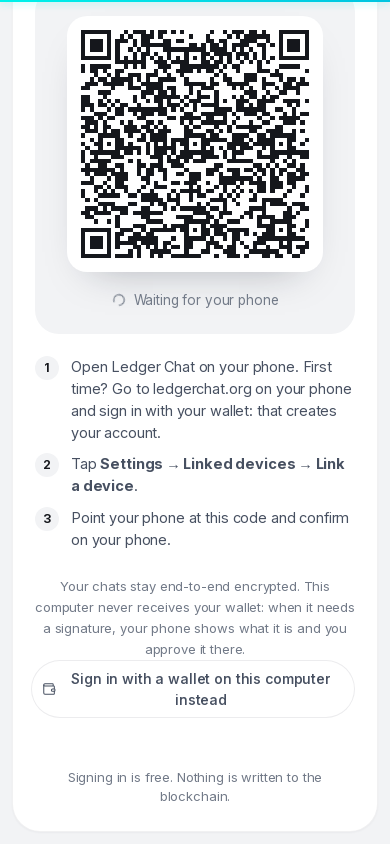 Waiting for your phone
1 Open Ledger Chat on your phone. First
time? Go to ledgerchat.org on your phone
and sign in with your wallet: that creates
your account.
2 Tap Settings → Linked devices → Link
a device.
3 Point your phone at this code and confirm
on your phone.
Your chats stay end-to-end encrypted. This
computer never receives your wallet: when it needs
a signature, your phone shows what it is and you
approve it there.
Sign in with a wallet on this computer
instead
Signing in is free. Nothing is written to the
blockchain.